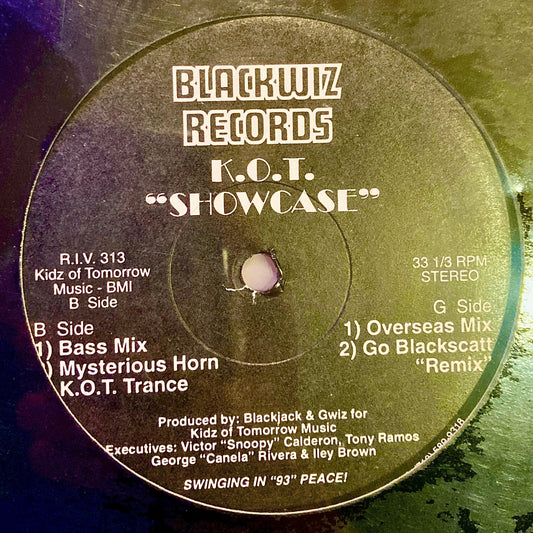 BLACKWIZ
RECORDS
K.O.T.
"SHOWCASE"
R.I.V. 313
Kidz of Tomorrow
Music - BMI
B Side
33 1/3 RPM
STEREO
B Side
1) Bass Mix
) Mysterious Horn
K.O.T. Trance
G Side
1) Overseas Mix
2) Go Blackscatt
"Remix"
Produced by: Blackjack & Gwiz for
Kidz of Tomorrow Music
Executives: Victor "Snoopy" Calderon, Tony Ramos
George "Canela" Rivera & Iley Brown
SWINGING IN "93" PEACE!